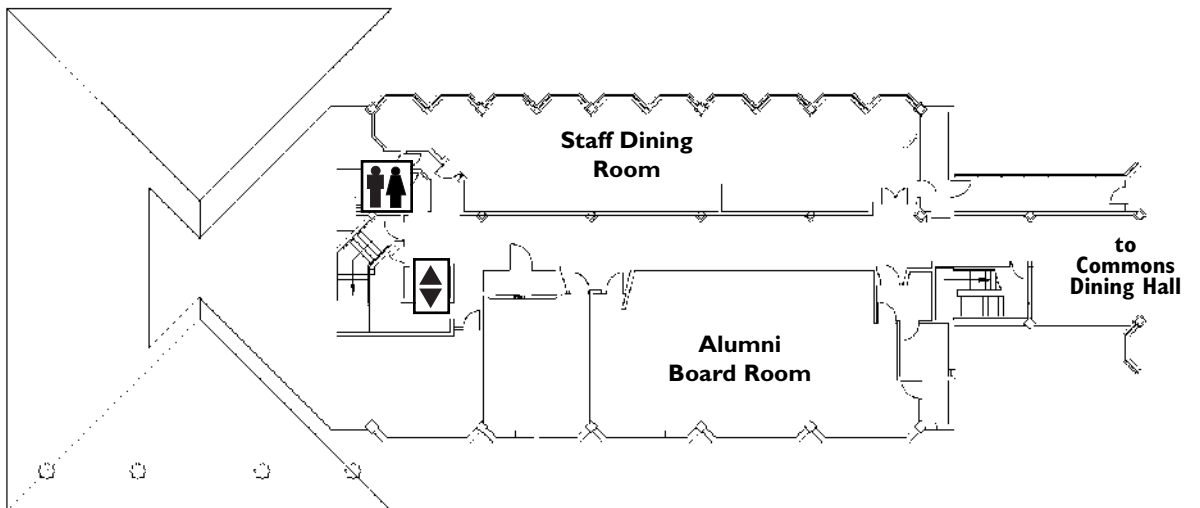 Staff Dining
Room
to
Commons
Dining Hall
Alumni
Board Room